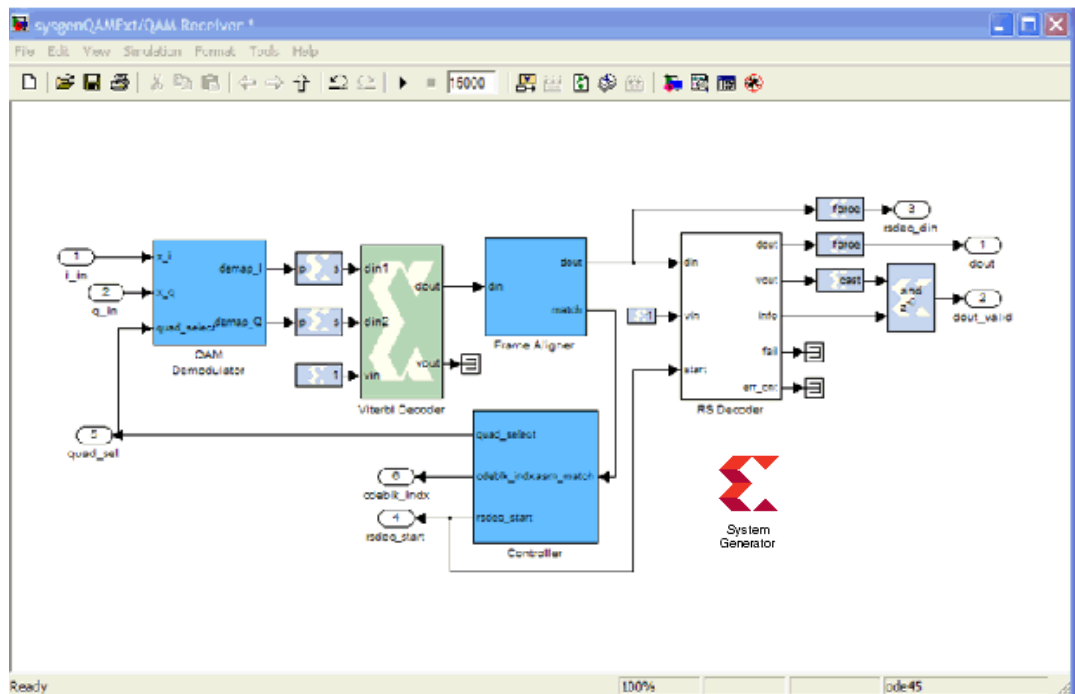 sysgenQAMExt/QAM Receiver *
File Edit View Simulation Format Tools Help
15000
1
i_in
2
q_in
x_i
x_q
quad_select
demap_I
demap_Q
QAM
Demodulator
p s
p s
1
din1
din2
vin
dout
vout
Viterbi Decoder
din
dout
match
Frame Aligner
1
din
vin
start
dout
vout
info
fail
err_cnt
RS Decoder
force
force
cast
and
3
rsdec_din
1
dout
2
dout_valid
5
quad_sel
6
cdeblk_indx
4
rsdec_start
quad_select
cdeblk_indx
asm_match
rsdec_start
Controller
System
Generator
Ready
100%
ode45